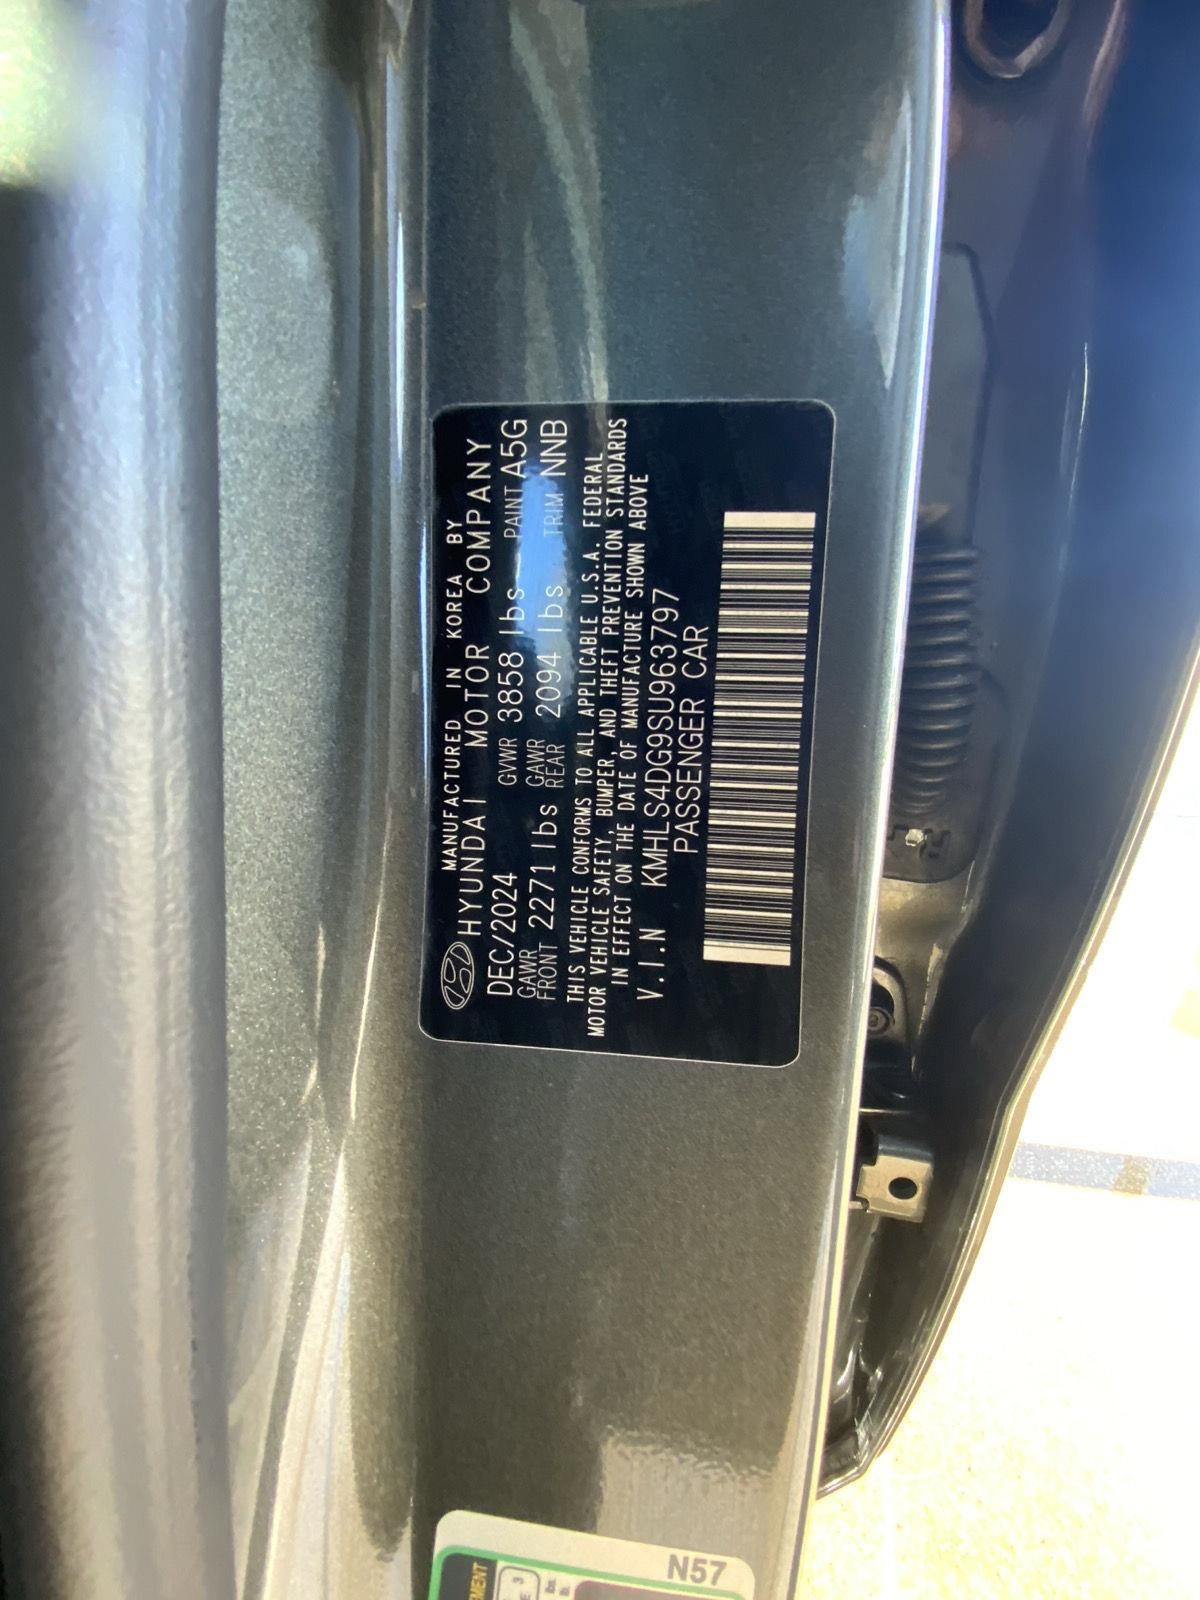 MANUFACTURED IN KOREA BY
HYUNDAI MOTOR COMPANY
DEC/2024 GVWR 3858 lbs PAINT A5G
GAWR FRONT 2271 lbs GAWR REAR 2094 lbs TRIM NNB
THIS VEHICLE CONFORMS TO ALL APPLICABLE U.S.A. FEDERAL
MOTOR VEHICLE SAFETY, BUMPER, AND THEFT PREVENTION STANDARDS
IN EFFECT ON THE DATE OF MANUFACTURE SHOWN ABOVE
V.I.N KMHLS4DG9SU963797
PASSENGER CAR
N57
3